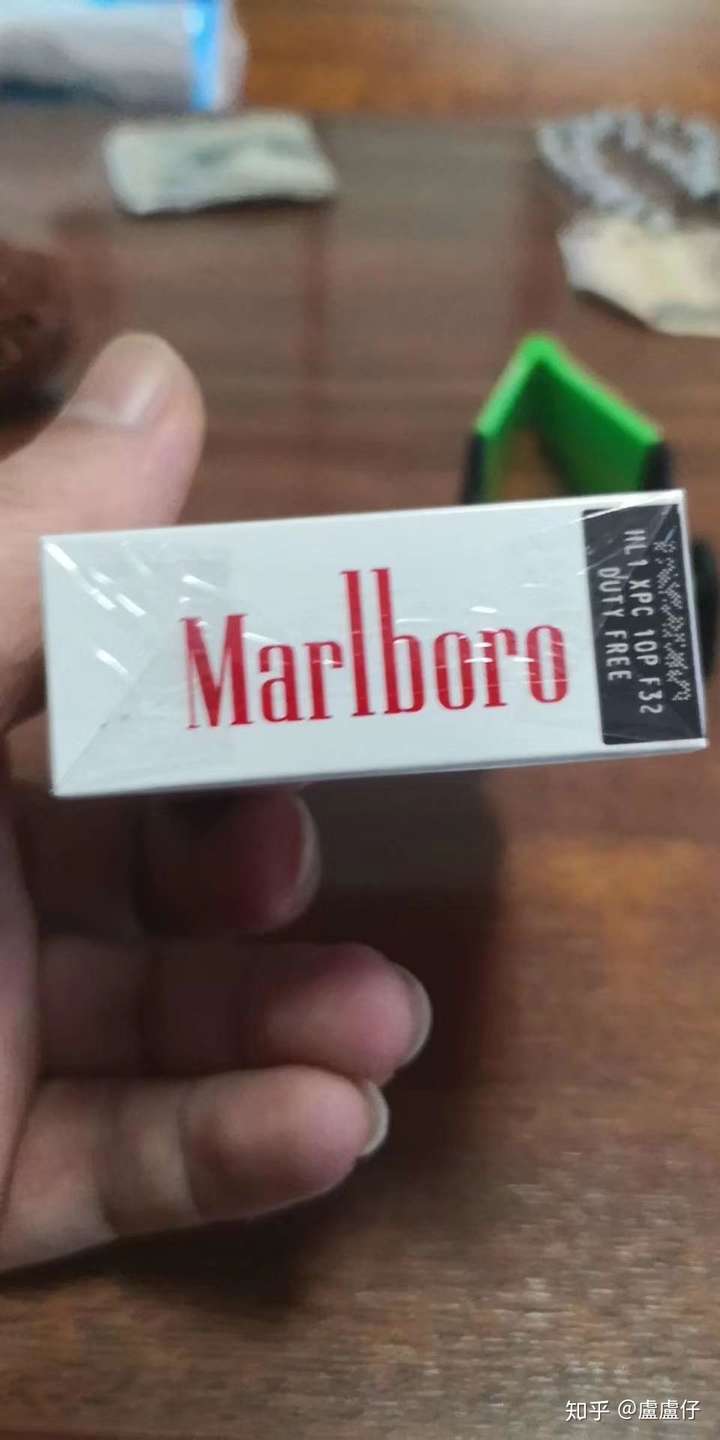 Marlboro
HL1 XPC 10P F32
DUTY FREE
知乎 @盧盧仔